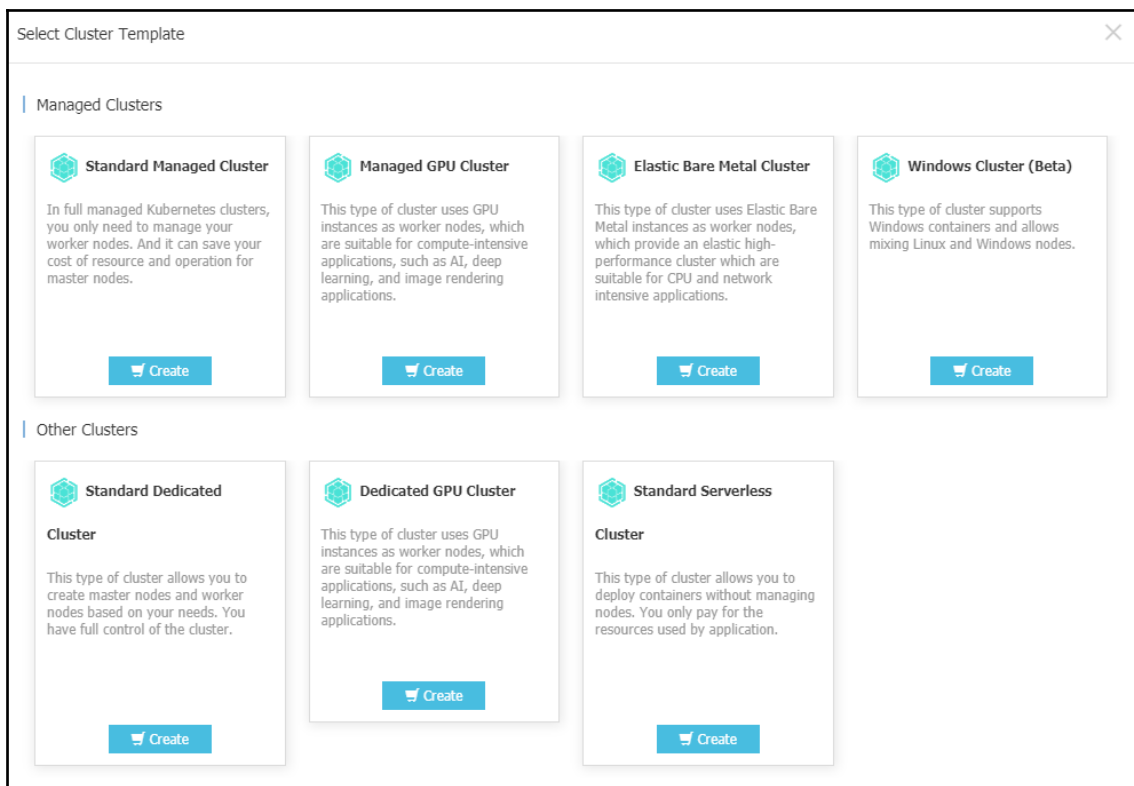 Select Cluster Template
Managed Clusters
Standard Managed Cluster
In full managed Kubernetes clusters,
you only need to manage your
worker nodes. And it can save your
cost of resource and operation for
master nodes.
Create
Managed GPU Cluster
This type of cluster uses GPU
instances as worker nodes, which
are suitable for compute-intensive
applications, such as AI, deep
learning, and image rendering
applications.
Create
Elastic Bare Metal Cluster
This type of cluster uses Elastic Bare
Metal instances as worker nodes,
which provide an elastic high-
performance cluster which are
suitable for CPU and network
intensive applications.
Create
Windows Cluster (Beta)
This type of cluster supports
Windows containers and allows
mixing Linux and Windows nodes.
Create
Other Clusters
Standard Dedicated
Cluster
This type of cluster allows you to
create master nodes and worker
nodes based on your needs. You
have full control of the cluster.
Create
Dedicated GPU Cluster
This type of cluster uses GPU
instances as worker nodes, which
are suitable for compute-intensive
applications, such as AI, deep
learning, and image rendering
applications.
Create
Standard Serverless
Cluster
This type of cluster allows you to
deploy containers without managing
nodes. You only pay for the
resources used by application.
Create